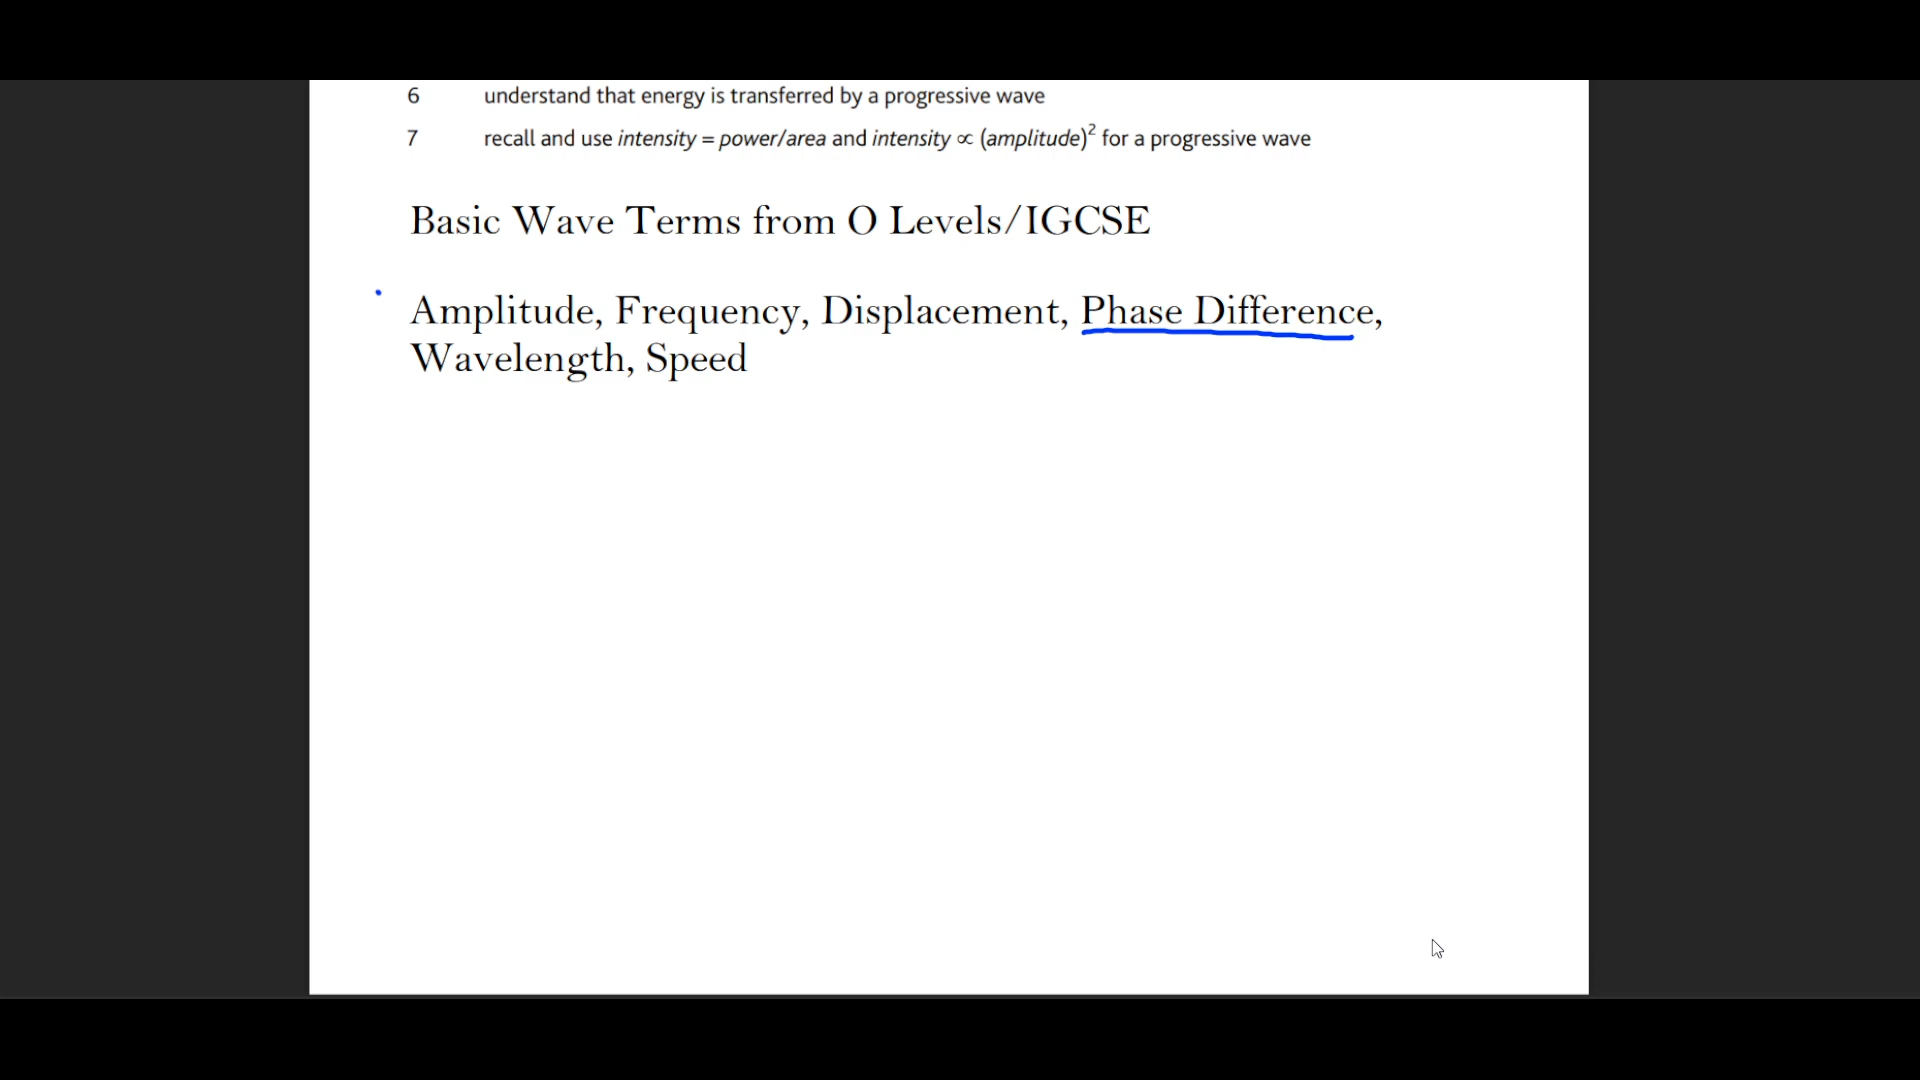 6 understand that energy is transferred by a progressive wave
7 recall and use intensity = power/area and intensity ∝ (amplitude)² for a progressive wave
Basic Wave Terms from O Levels/IGCSE
Amplitude, Frequency, Displacement, Phase Difference,
Wavelength, Speed